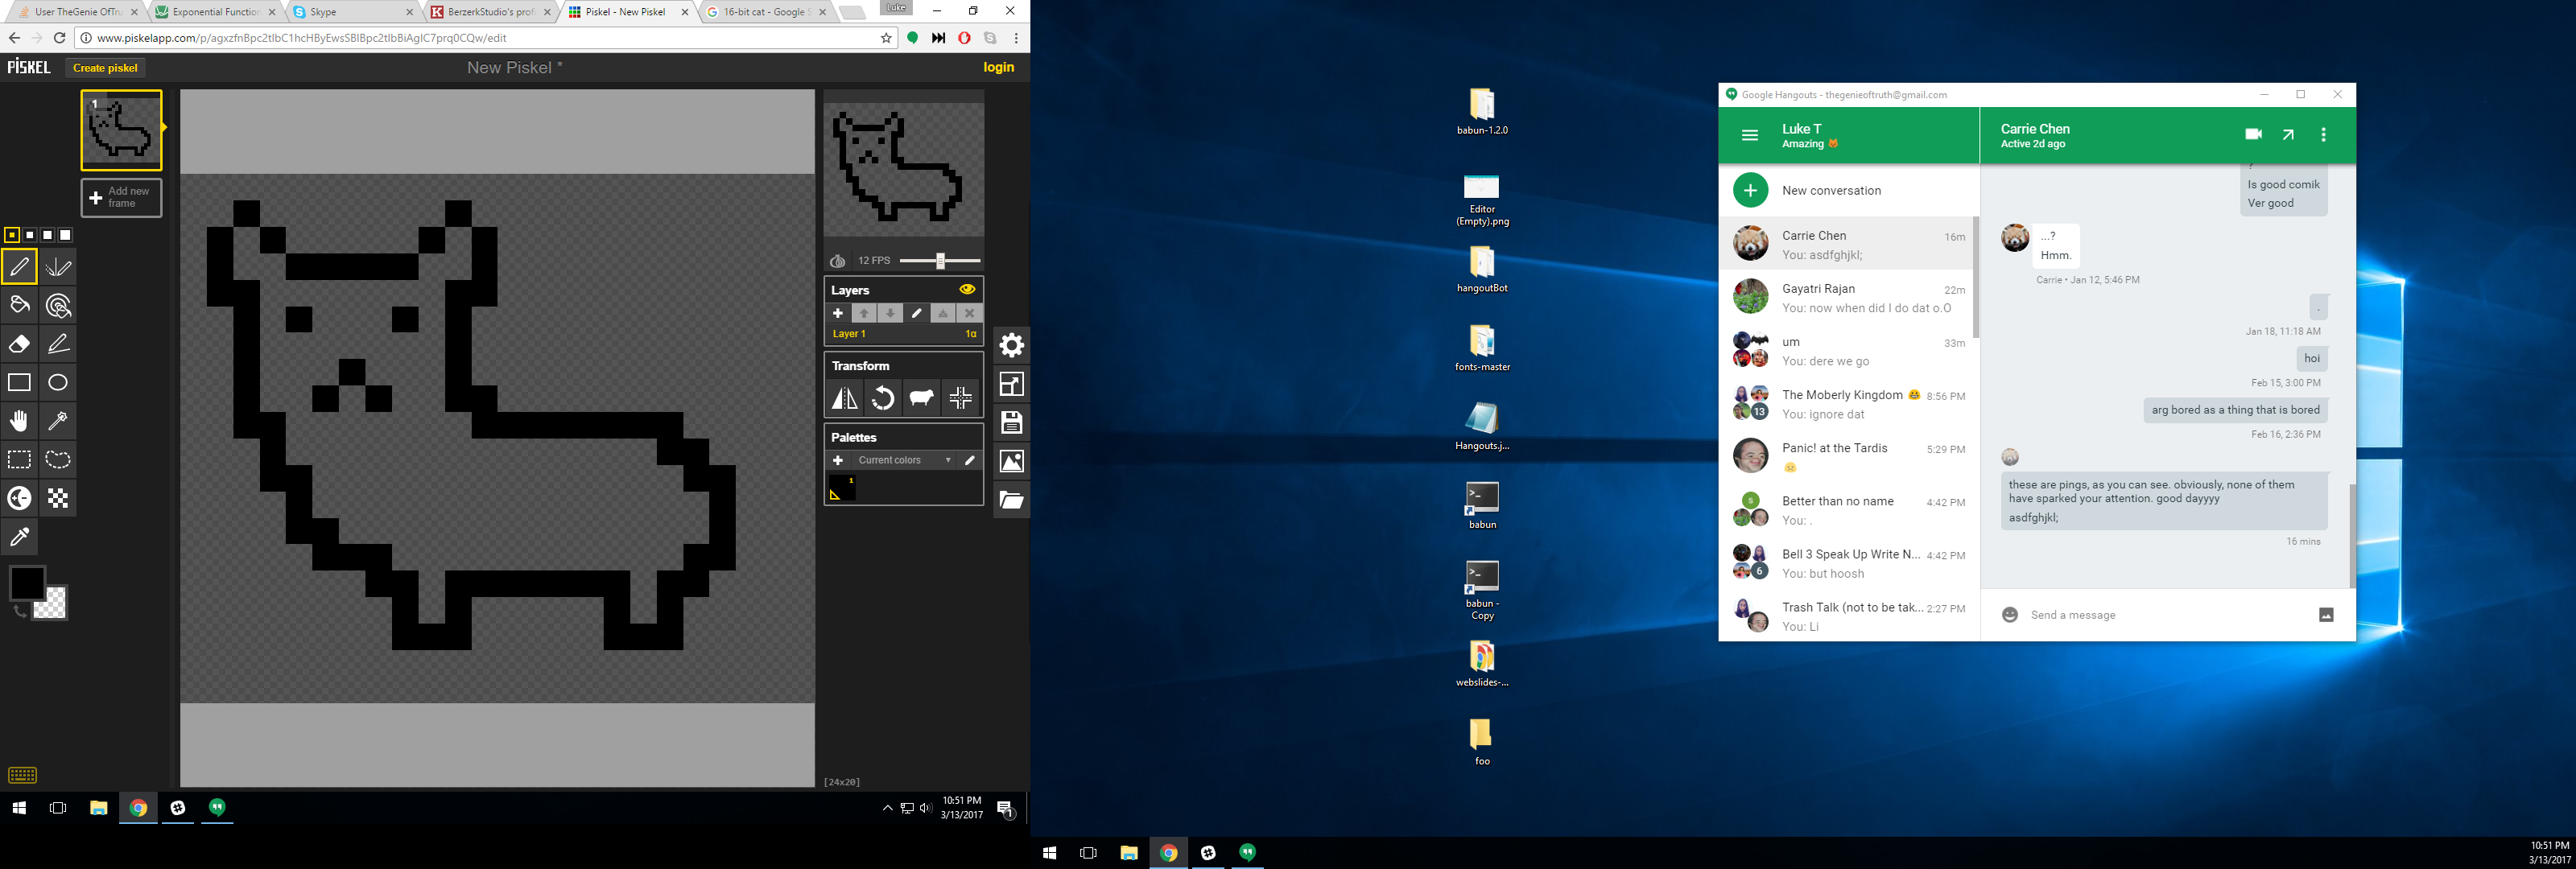 User TheGenie OfTru
Exponential Function
Skype
BerzerkStudio's profi
Piskel - New Piskel
16-bit cat - Google S
Luke
www.piskelapp.com/p/agxzfnBpc2tlbC1hcHByEwsSBlBpc2tlbBiAgIC7prq0CQw/edit
PiSKEL
Create piskel
New Piskel *
login
1
Add new
frame
12 FPS
Layers
Layer 1
1α
Transform
Palettes
Current colors
1
[24x20]
10:51 PM
3/13/2017
1
babun-1.2.0
Editor
(Empty).png
hangoutBot
fonts-master
Hangouts.j...
babun
babun -
Copy
webslides-...
foo
Google Hangouts - thegenieoftruth@gmail.com
Luke T
Amazing
New conversation
Carrie Chen
16m
You: asdfghjkl;
Gayatri Rajan
22m
You: now when did I do dat o.O
um
33m
You: dere we go
The Moberly Kingdom 😄 8:56 PM
13
You: ignore dat
Panic! at the Tardis
5:29 PM
Better than no name
4:42 PM
s
You: .
Bell 3 Speak Up Write N... 4:42 PM
6
You: but hoosh
Trash Talk (not to be tak... 2:27 PM
You: Li
Carrie Chen
Active 2d ago
Is good comik
Ver good
...?
Hmm.
Carrie • Jan 12, 5:46 PM
.
Jan 18, 11:18 AM
hoi
Feb 15, 3:00 PM
arg bored as a thing that is bored
Feb 16, 2:36 PM
these are pings, as you can see. obviously, none of them
have sparked your attention. good dayyyy
asdfghjkl;
16 mins
Send a message
10:51 PM
3/13/2017